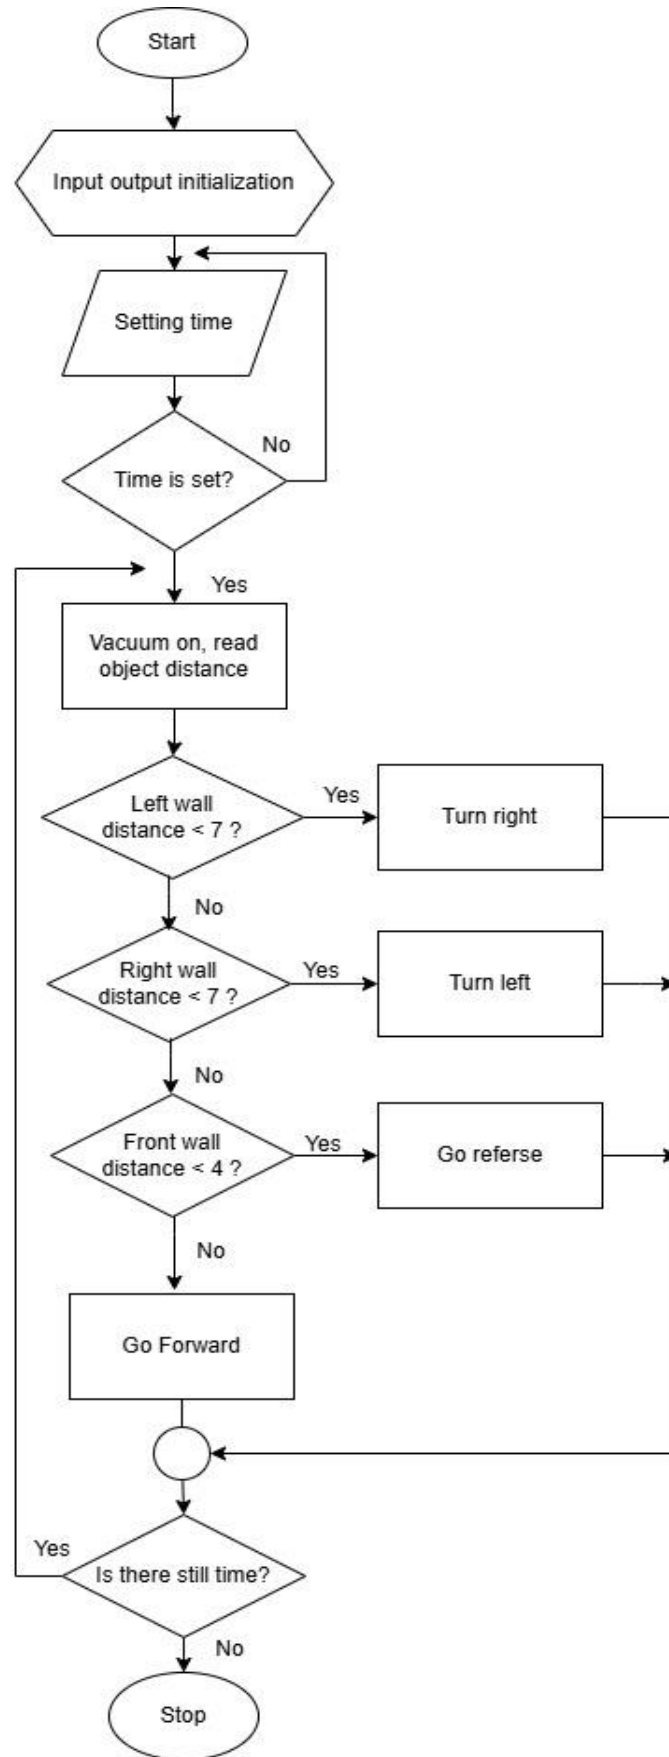 Start
Input output initialization
Setting time
No
Time is set?
Yes
Vacuum on, read
object distance
Left wall
distance < 7 ?
Yes
Turn right
No
Right wall
distance < 7 ?
Yes
Turn left
No
Front wall
distance < 4 ?
Yes
Go referse
No
Go Forward
Yes
Is there still time?
No
Stop